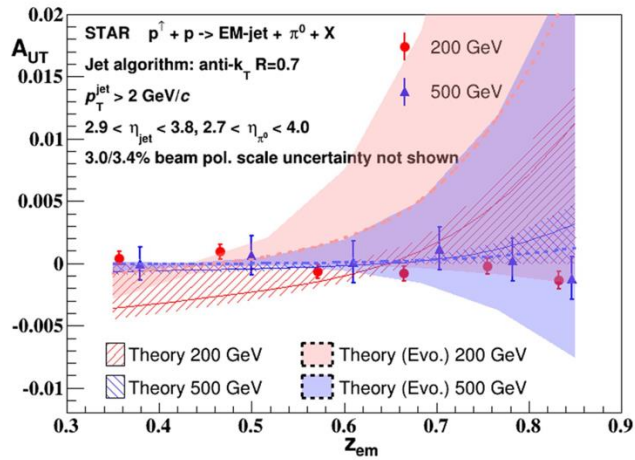 A_UT
0.02
0.015
0.01
0.005
0
-0.005
-0.01
STAR p↑ + p -> EM-jet + π⁰ + X
Jet algorithm: anti-k_T R=0.7
p_T^jet > 2 GeV/c
2.9 < η_jet < 3.8, 2.7 < η_π⁰ < 4.0
3.0/3.4% beam pol. scale uncertainty not shown
200 GeV
500 GeV
Theory 200 GeV
Theory (Evo.) 200 GeV
Theory 500 GeV
Theory (Evo.) 500 GeV
0.3 0.4 0.5 0.6 0.7 0.8 0.9
z_em